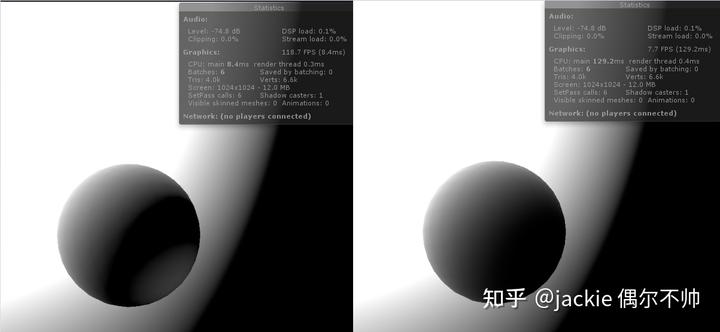 Statistics
Audio:
Level: -74.8 dB DSP load: 0.1%
Clipping: 0.0% Stream load: 0.0%
Graphics: 118.7 FPS (8.4ms)
CPU: main 8.4ms render thread 0.3ms
Batches: 6 Saved by batching: 0
Tris: 4.0k Verts: 6.6k
Screen: 1024x1024 - 12.0 MB
SetPass calls: 6 Shadow casters: 1
Visible skinned meshes: 0 Animations: 0
Network: (no players connected)
Statistics
Audio:
Level: -74.8 dB DSP load: 0.1%
Clipping: 0.0% Stream load: 0.0%
Graphics: 7.7 FPS (129.2ms)
CPU: main 129.2ms render thread 0.4ms
Batches: 6 Saved by batching: 0
Tris: 4.0k Verts: 6.6k
Screen: 1024x1024 - 12.0 MB
SetPass calls: 6 Shadow casters: 1
Visible skinned meshes: 0 Animations: 0
Network: (no players connected)
知乎 @jackie 偶尔不帅